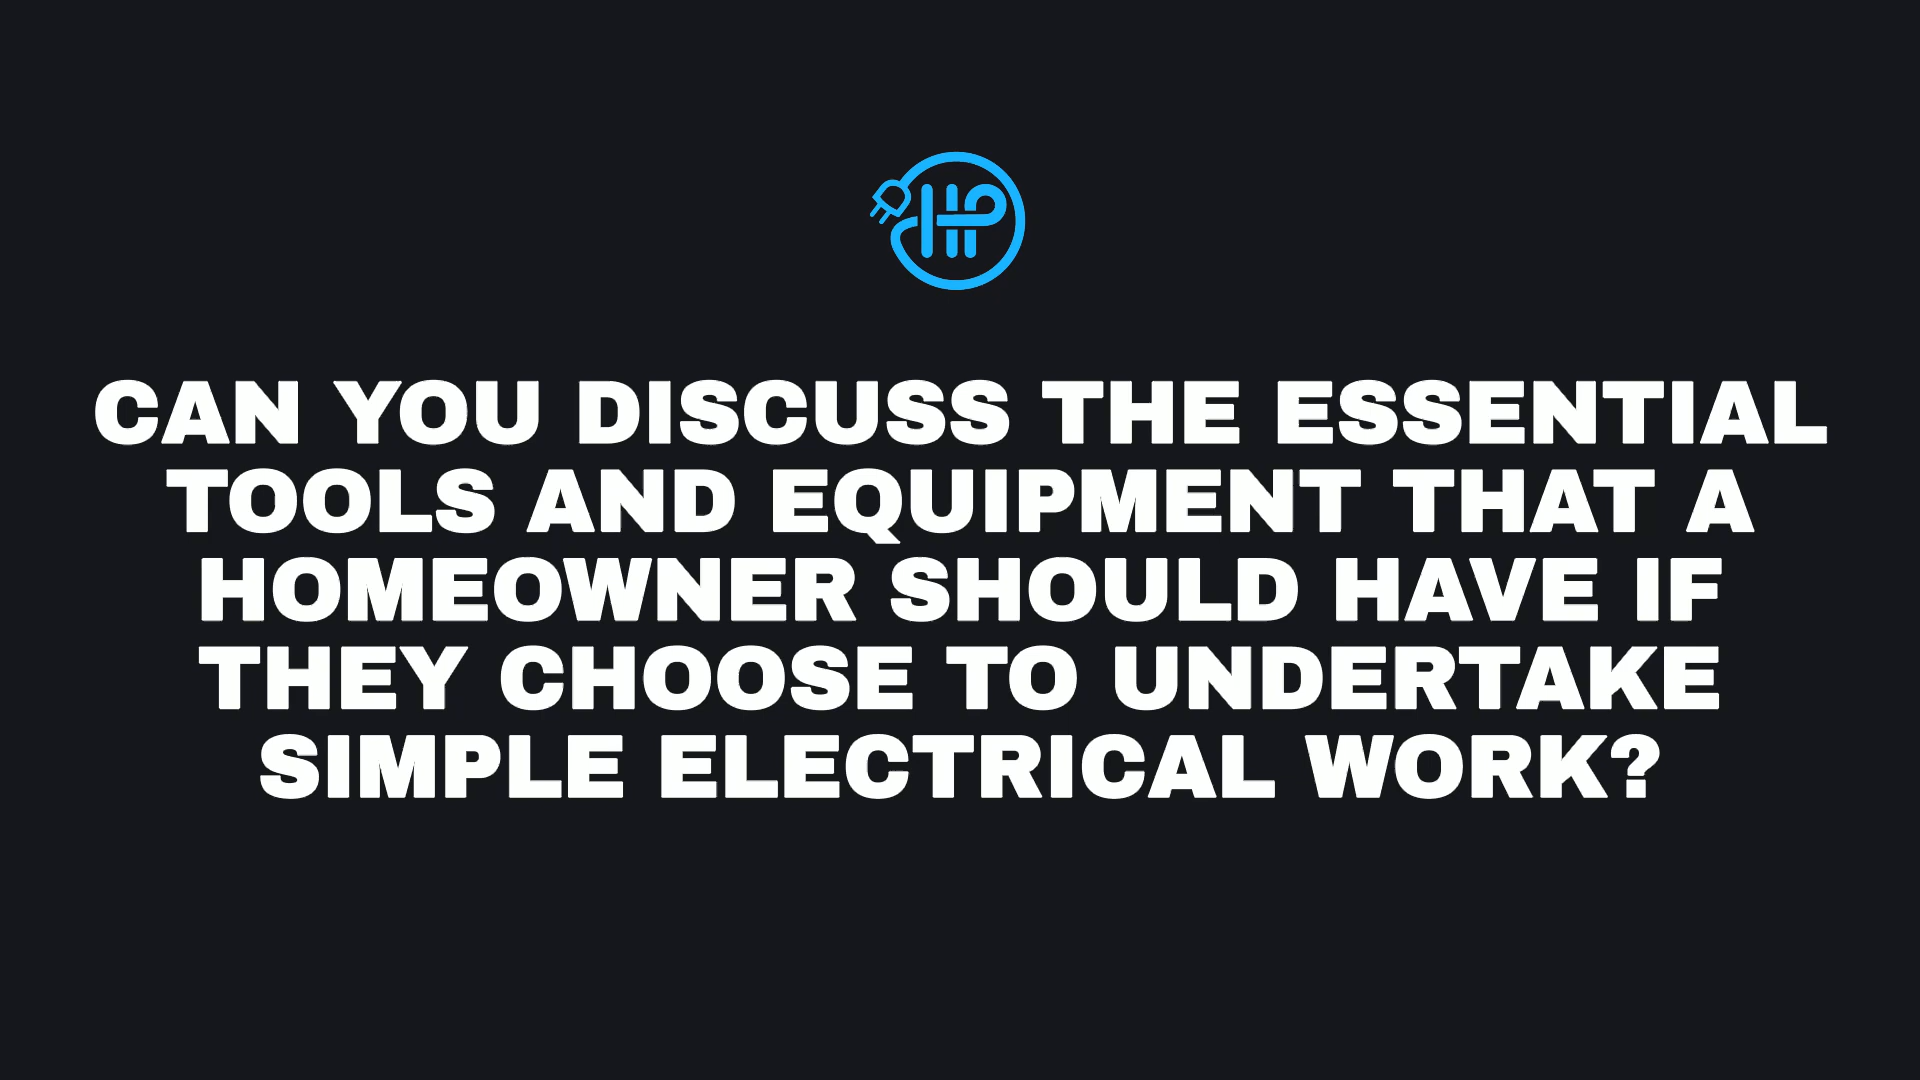 HP
CAN YOU DISCUSS THE ESSENTIAL
TOOLS AND EQUIPMENT THAT A
HOMEOWNER SHOULD HAVE IF
THEY CHOOSE TO UNDERTAKE
SIMPLE ELECTRICAL WORK?